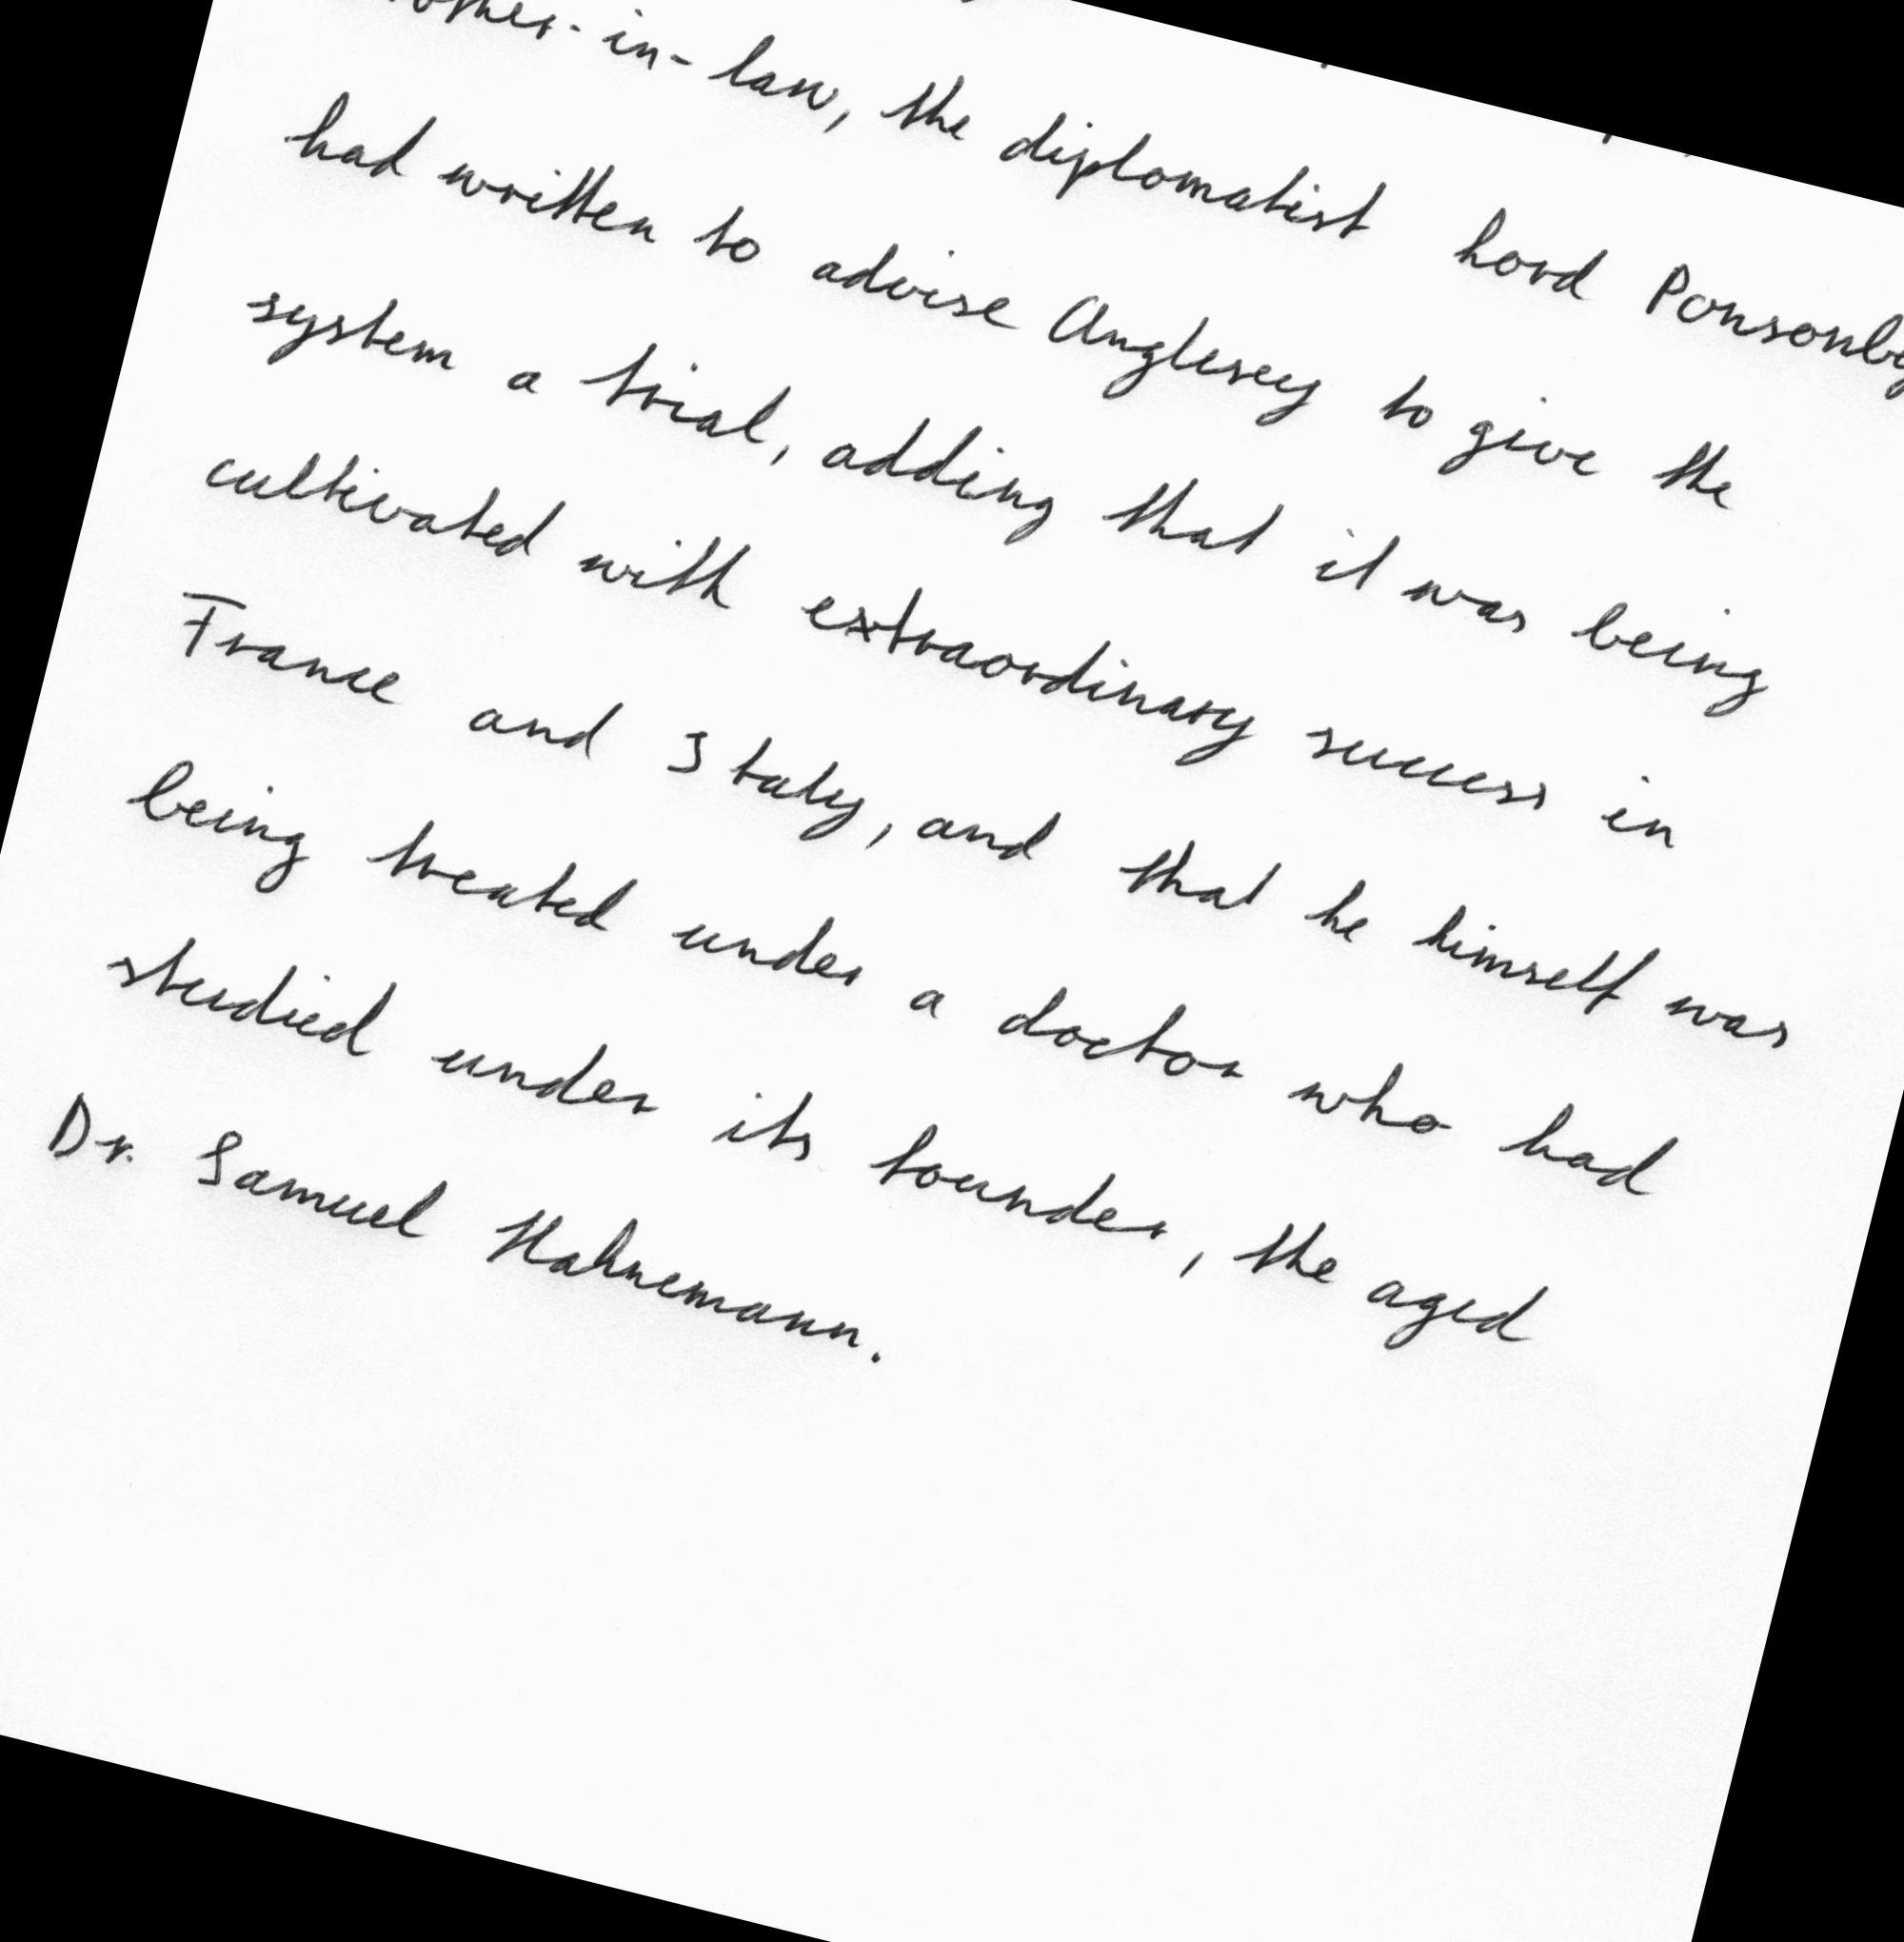 -in-law, the diplomatist Lord Ponsonby
had written to advise Anglesey to give the
system a trial, adding that it was being
cultivated with extraordinary success in
France and Italy, and that he himself was
being treated under a doctor who had
studied under its founder, the aged
Dr. Samuel Hahnemann.